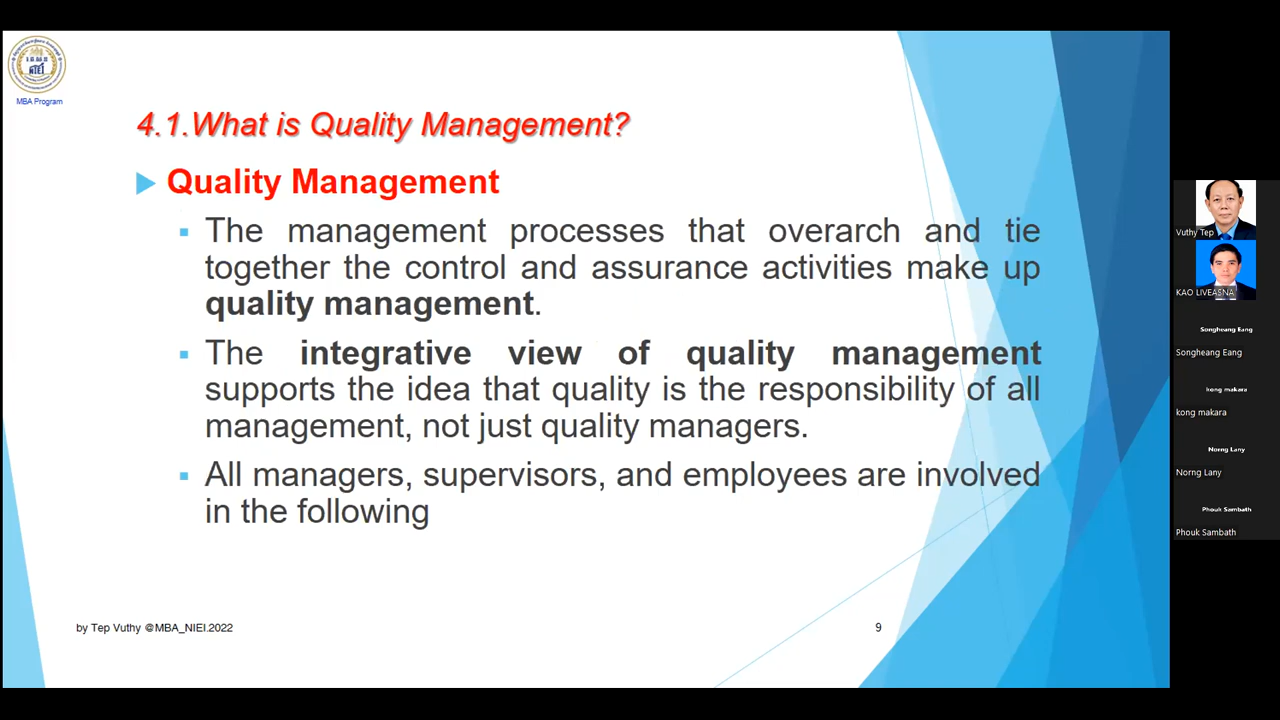 NIEI
MBA Program
4.1.What is Quality Management?
Quality Management
The management processes that overarch and tie
together the control and assurance activities make up
quality management.
The integrative view of quality management
supports the idea that quality is the responsibility of all
management, not just quality managers.
All managers, supervisors, and employees are involved
in the following
by Tep Vuthy @MBA_NIEI.2022
9
Vuthy Tep
KAO LIVEASNA
Songheang Eang
Songheang Eang
kong makara
kong makara
Norng Lany
Norng Lany
Phouk Sambath
Phouk Sambath